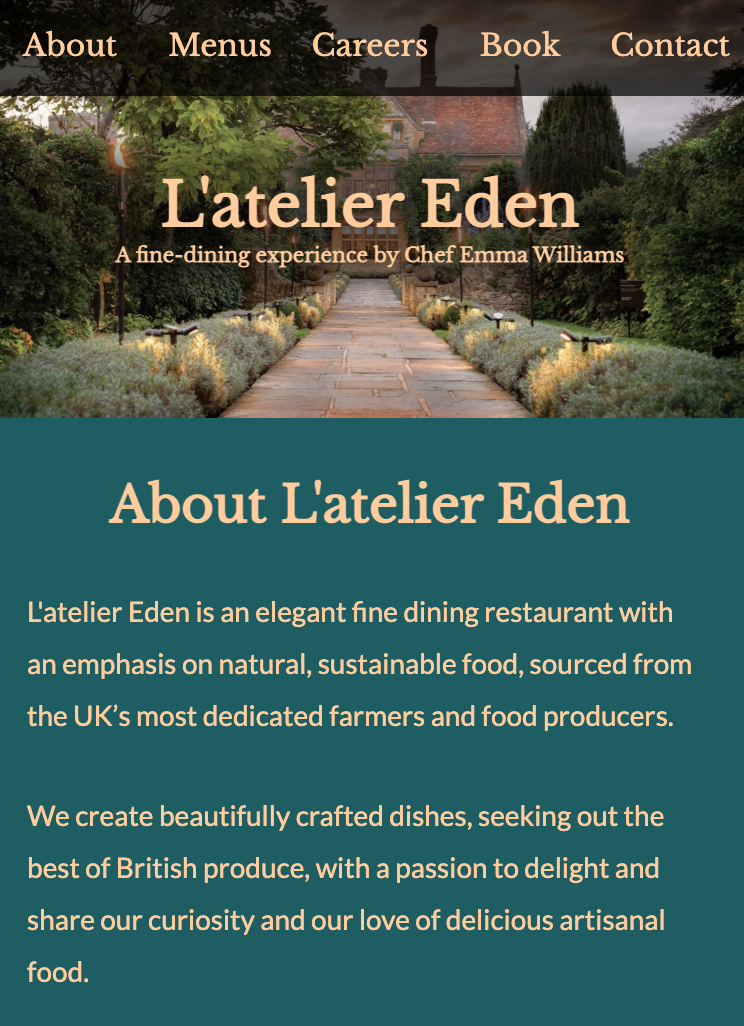 About Menus Careers Book Contact
L'atelier Eden
A fine-dining experience by Chef Emma Williams
About L'atelier Eden
L'atelier Eden is an elegant fine dining restaurant with
an emphasis on natural, sustainable food, sourced from
the UK’s most dedicated farmers and food producers.
We create beautifully crafted dishes, seeking out the
best of British produce, with a passion to delight and
share our curiosity and our love of delicious artisanal
food.